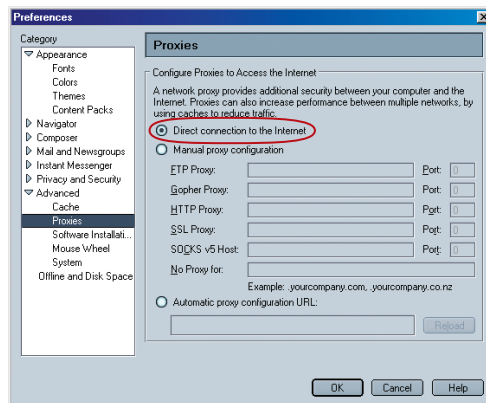 Preferences
Category
Appearance
Fonts
Colors
Themes
Content Packs
Navigator
Composer
Mail and Newsgroups
Instant Messenger
Privacy and Security
Advanced
Cache
Proxies
Software Installati...
Mouse Wheel
System
Offline and Disk Space
Proxies
Configure Proxies to Access the Internet
A network proxy provides additional security between your computer and the
Internet. Proxies can also increase performance between multiple networks, by
using caches to reduce traffic.
Direct connection to the Internet
Manual proxy configuration
FTP Proxy: Port: 0
Gopher Proxy: Port: 0
HTTP Proxy: Port: 0
SSL Proxy: Port: 0
SOCKS v5 Host: Port: 0
No Proxy for:
Example: .yourcompany.com, .yourcompany.co.nz
Automatic proxy configuration URL:
Reload
OK Cancel Help